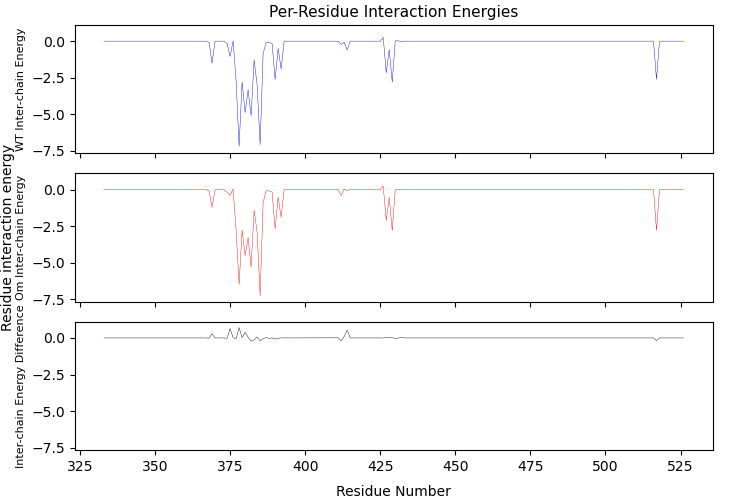 Per-Residue Interaction Energies
Residue interaction energy
WT Inter-chain Energy
0.0
−2.5
−5.0
−7.5
Om Inter-chain Energy
0.0
−2.5
−5.0
−7.5
Inter-chain Energy Difference
0.0
−2.5
−5.0
−7.5
325 350 375 400 425 450 475 500 525
Residue Number